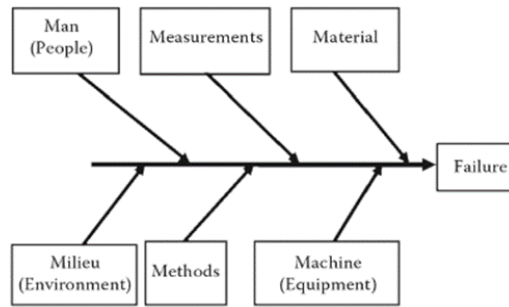 Man
(People)
Measurements
Material
Failure
Milieu
(Environment)
Methods
Machine
(Equipment)